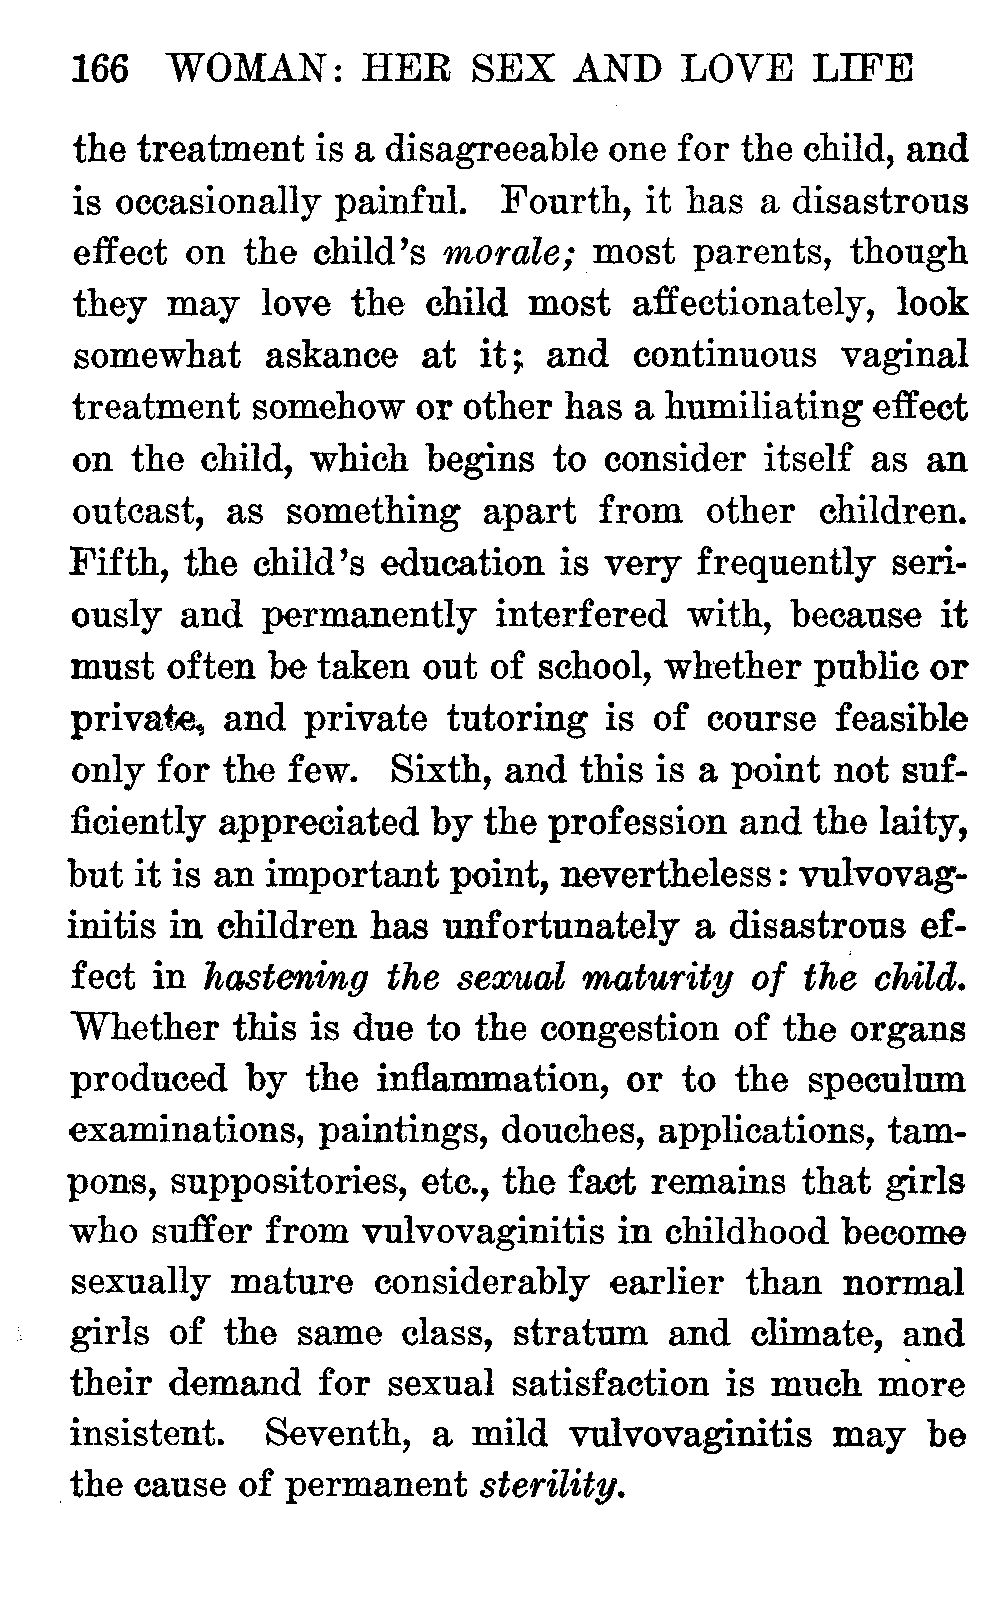 166 WOMAN: HER SEX AND LOVE LIFE
the treatment is a disagreeable one for the child, and
is occasionally painful. Fourth, it has a disastrous
effect on the child's morale; most parents, though
they may love the child most affectionately, look
somewhat askance at it; and continuous vaginal
treatment somehow or other has a humiliating effect
on the child, which begins to consider itself as an
outcast, as something apart from other children.
Fifth, the child's education is very frequently seri-
ously and permanently interfered with, because it
must often be taken out of school, whether public or
private, and private tutoring is of course feasible
only for the few. Sixth, and this is a point not suf-
ficiently appreciated by the profession and the laity,
but it is an important point, nevertheless: vulvovag-
initis in children has unfortunately a disastrous ef-
fect in hastening the sexual maturity of the child.
Whether this is due to the congestion of the organs
produced by the inflammation, or to the speculum
examinations, paintings, douches, applications, tam-
pons, suppositories, etc., the fact remains that girls
who suffer from vulvovaginitis in childhood become
sexually mature considerably earlier than normal
girls of the same class, stratum and climate, and
their demand for sexual satisfaction is much more
insistent. Seventh, a mild vulvovaginitis may be
the cause of permanent sterility.